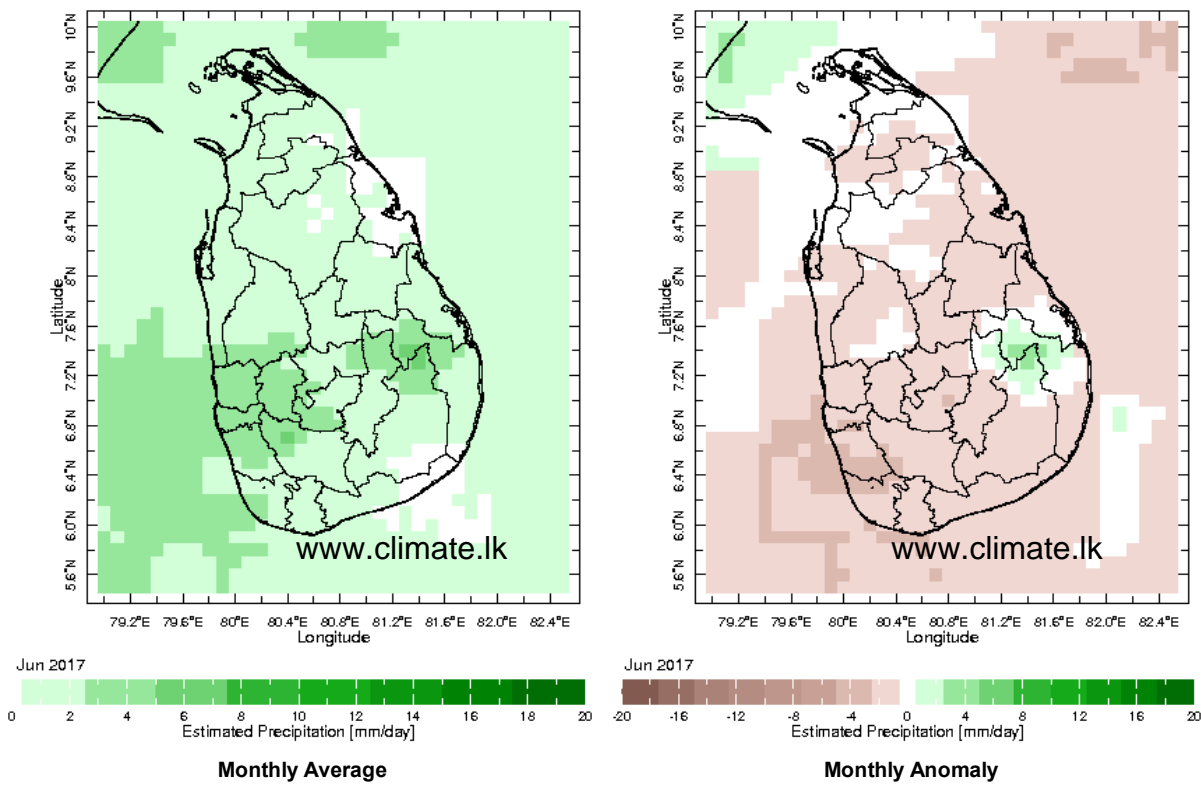 10°N
9.6°N
9.2°N
8.8°N
8.4°N
8°N
7.6°N
7.2°N
6.8°N
6.4°N
6.0°N
5.6°N
Latitude
www.climate.lk
79.2°E 79.6°E 80°E 80.4°E 80.8°E 81.2°E 81.6°E 82.0°E 82.4°E
Longitude
Jun 2017
0 2 4 6 8 10 12 14 16 18 20
Estimated Precipitation [mm/day]
Monthly Average
10°N
9.6°N
9.2°N
8.8°N
8.4°N
8°N
7.6°N
7.2°N
6.8°N
6.4°N
6.0°N
5.6°N
Latitude
www.climate.lk
79.2°E 79.6°E 80°E 80.4°E 80.8°E 81.2°E 81.6°E 82.0°E 82.4°E
Longitude
Jun 2017
-20 -16 -12 -8 -4 0 4 8 12 16 20
Estimated Precipitation [mm/day]
Monthly Anomaly